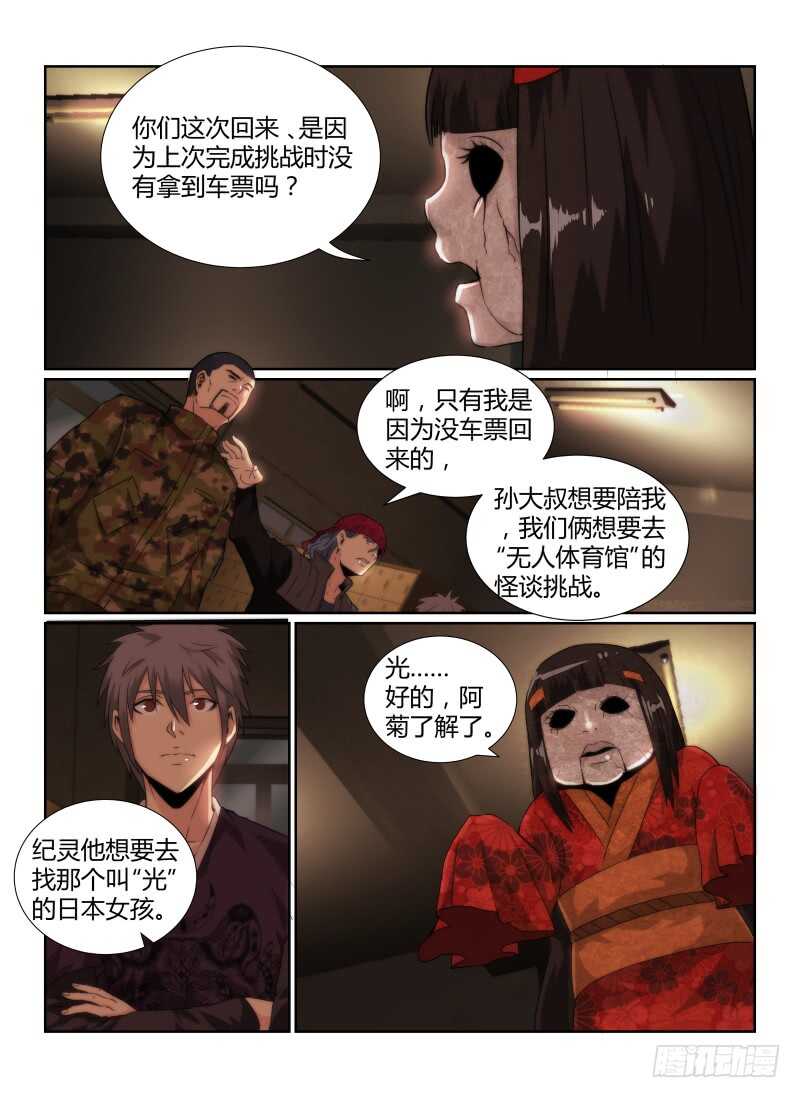 你们这次回来、是因
为上次完成挑战时没
有拿到车票吗？
啊，只有我是
因为没车票回
来的，
孙大叔想要陪我
，我们俩想要去
“无人体育馆”的
怪谈挑战。
纪灵他想要去
找那个叫“光”
的日本女孩。
光……
好的，阿
菊了解了。
腾讯动漫